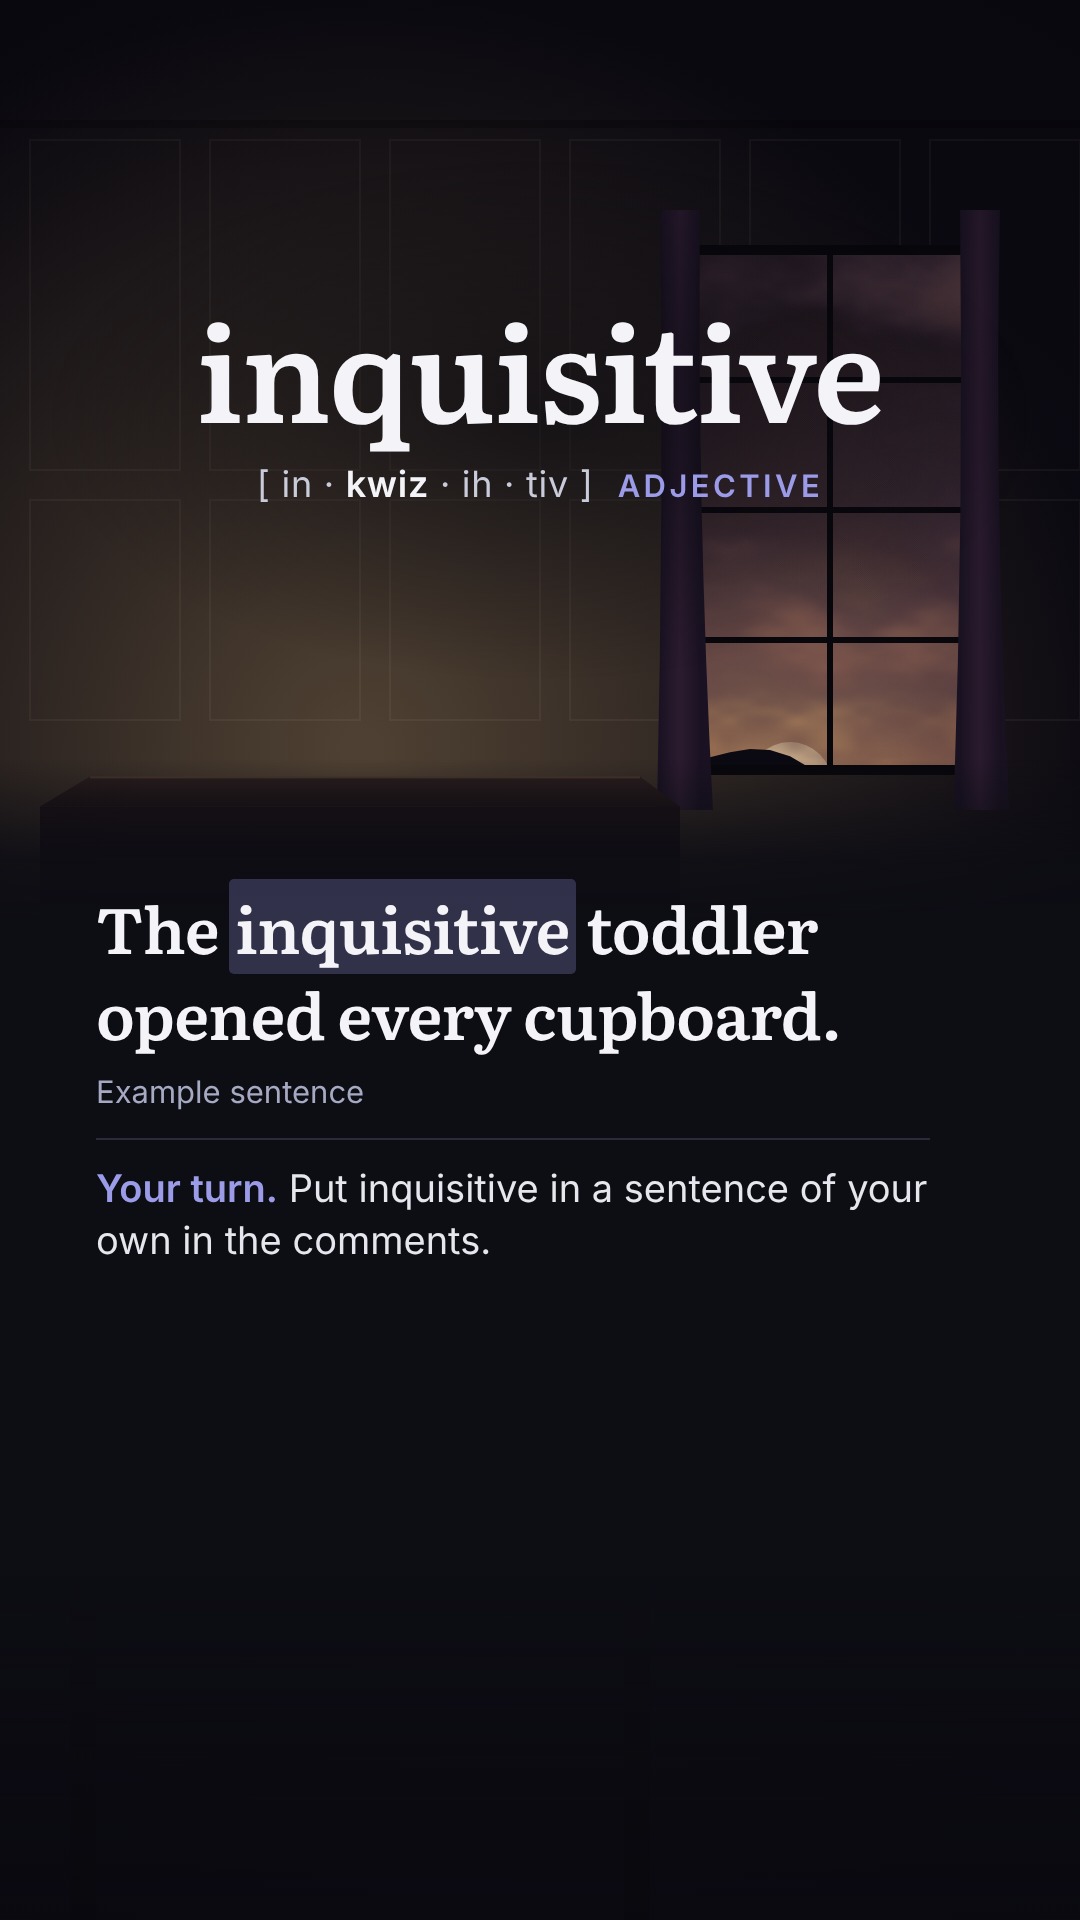 inquisitive
[ in · kwiz · ih · tiv ] ADJECTIVE
The inquisitive toddler
opened every cupboard.
Example sentence
Your turn. Put inquisitive in a sentence of your
own in the comments.